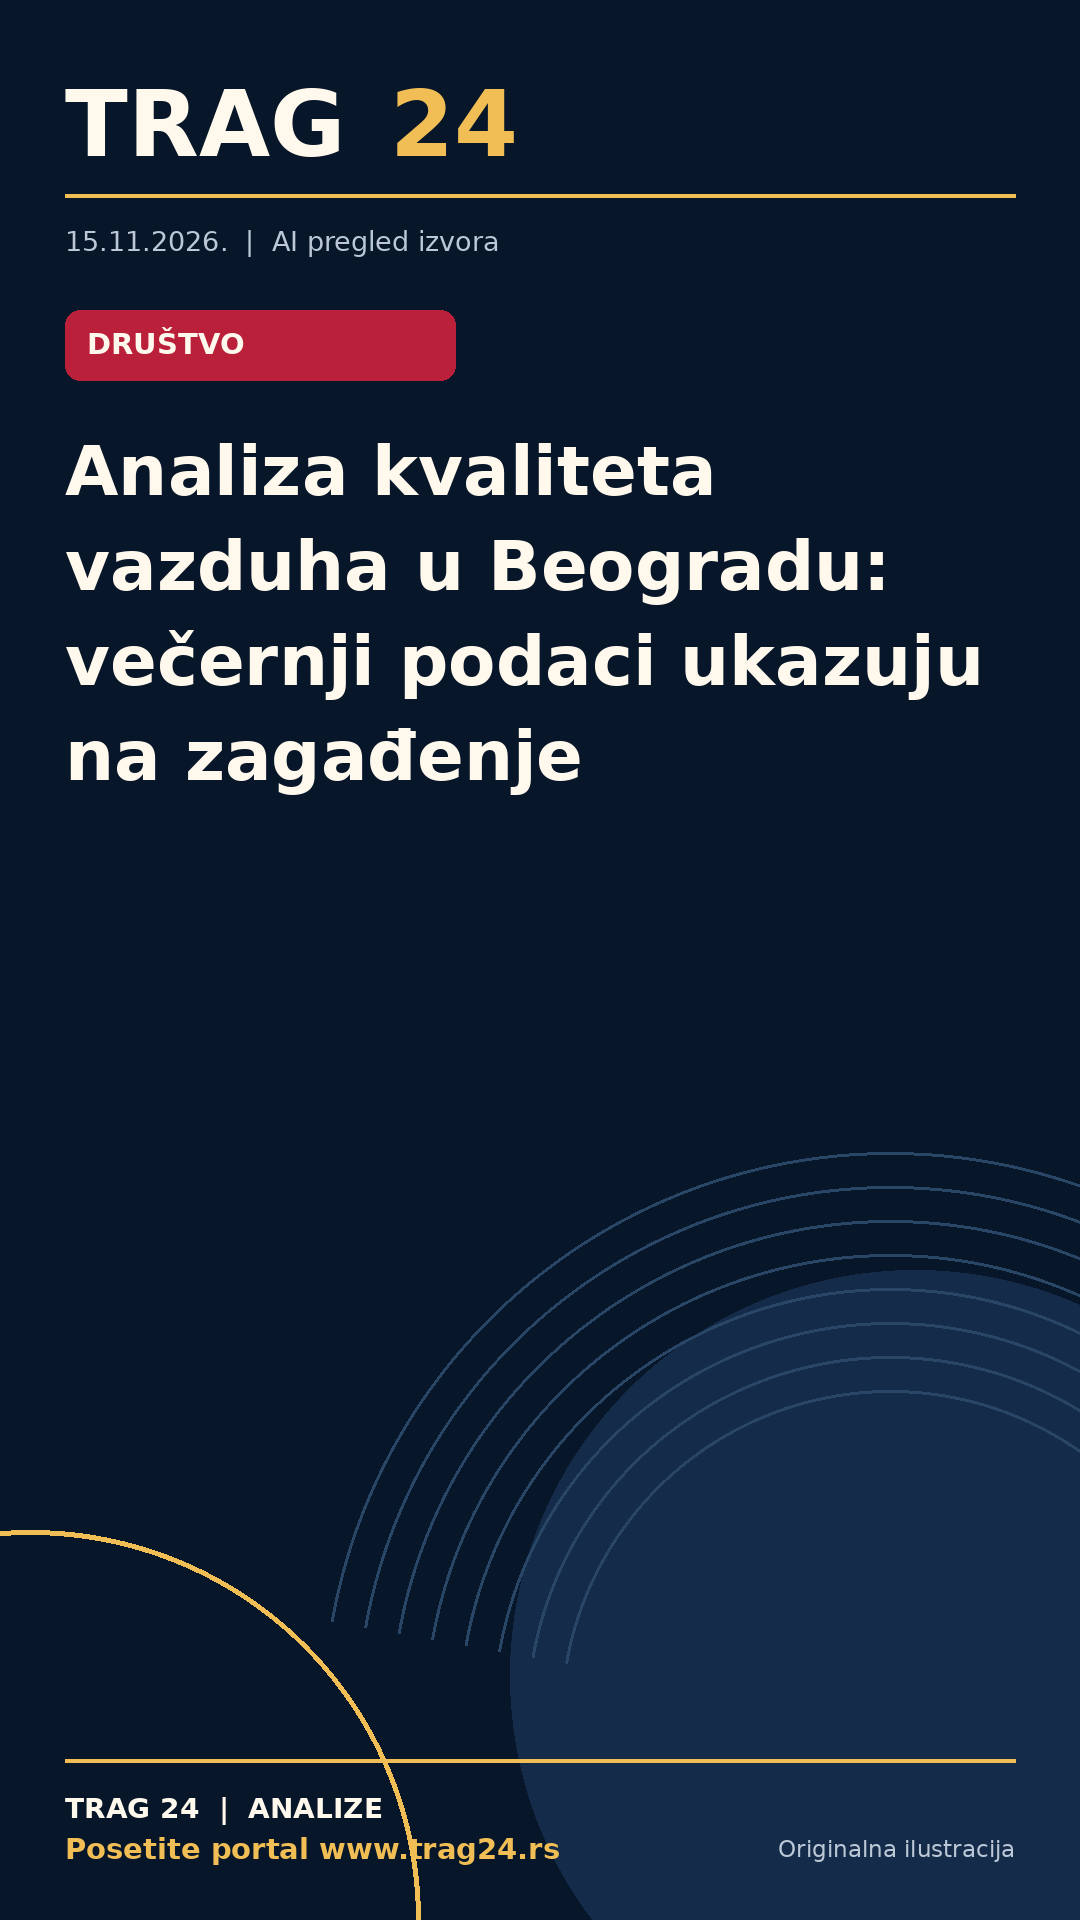 TRAG 24
15.11.2026. | AI pregled izvora
DRUŠTVO
Analiza kvaliteta
vazduha u Beogradu:
večernji podaci ukazuju
na zagađenje
TRAG 24 | ANALIZE
Posetite portal www.trag24.rs
Originalna ilustracija